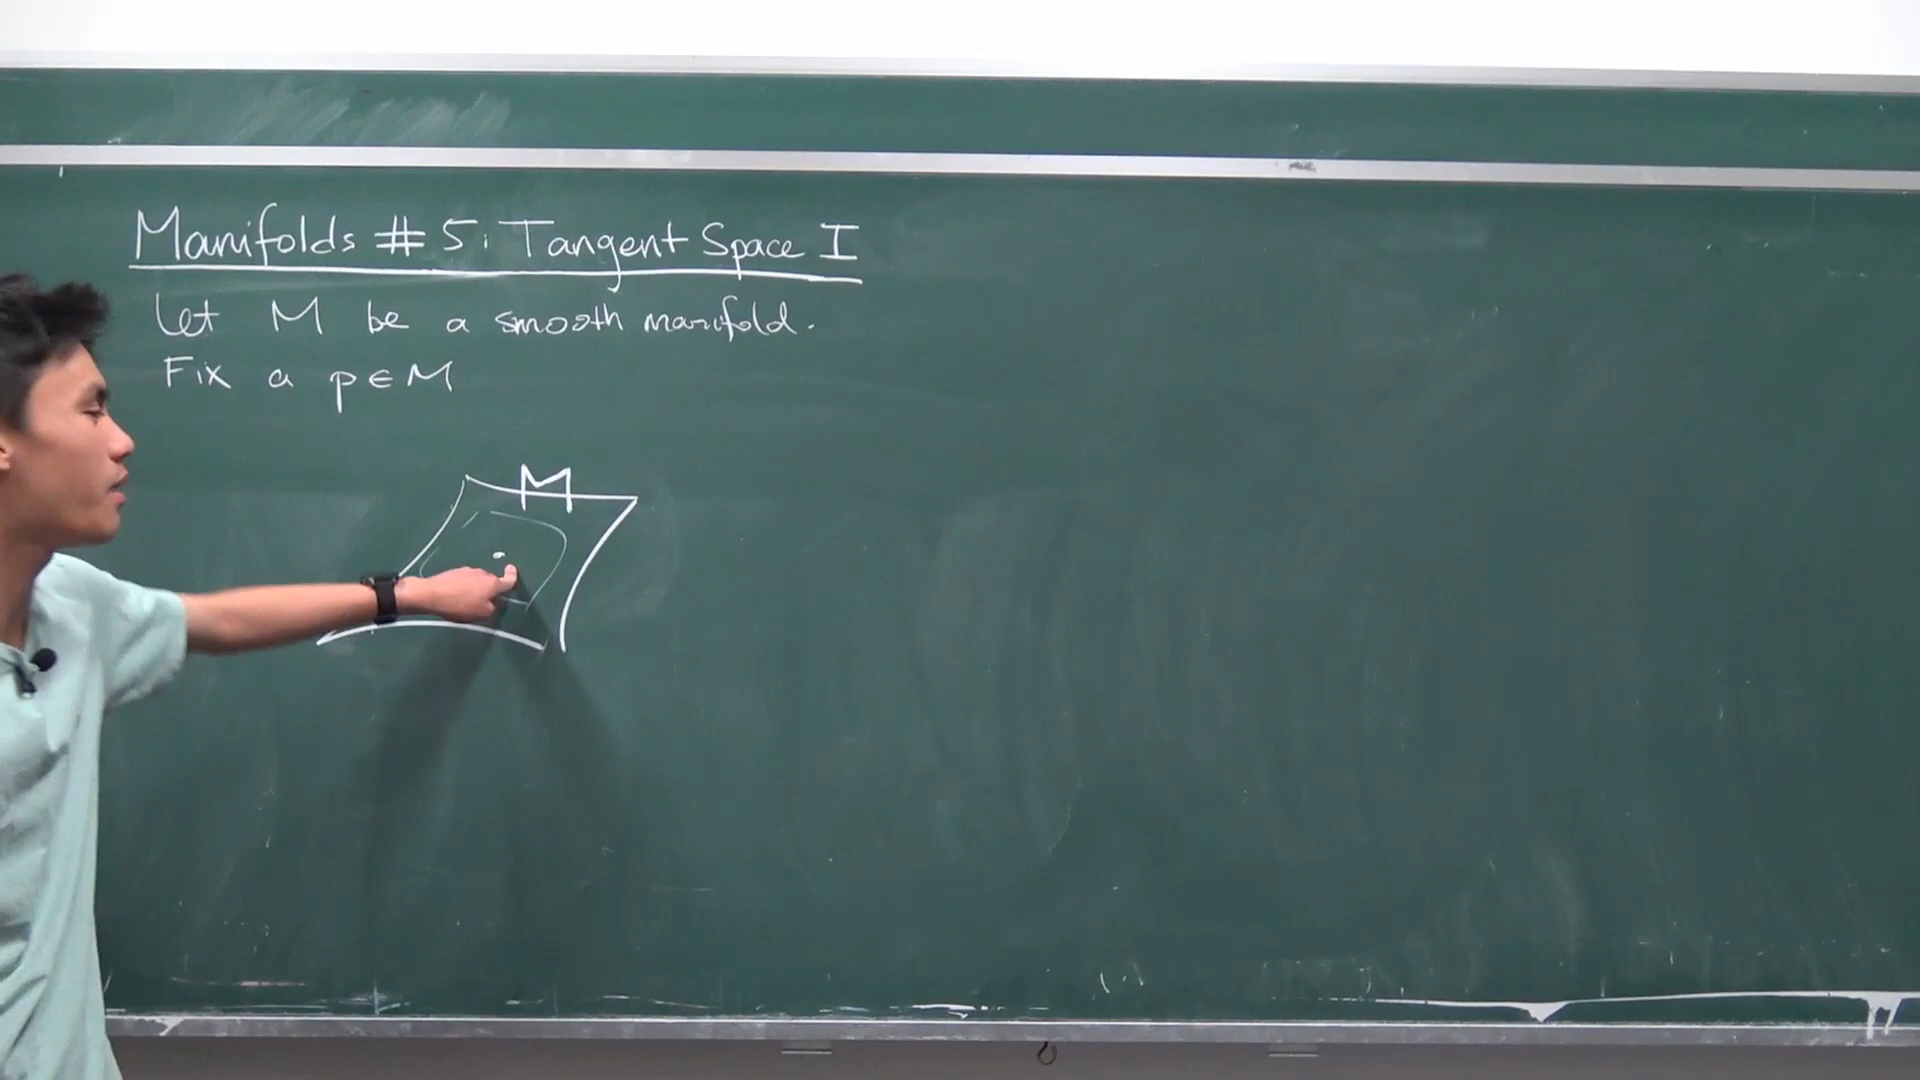 Manifolds # 5: Tangent Space I
Let M be a smooth manifold.
Fix a p ∈ M
M